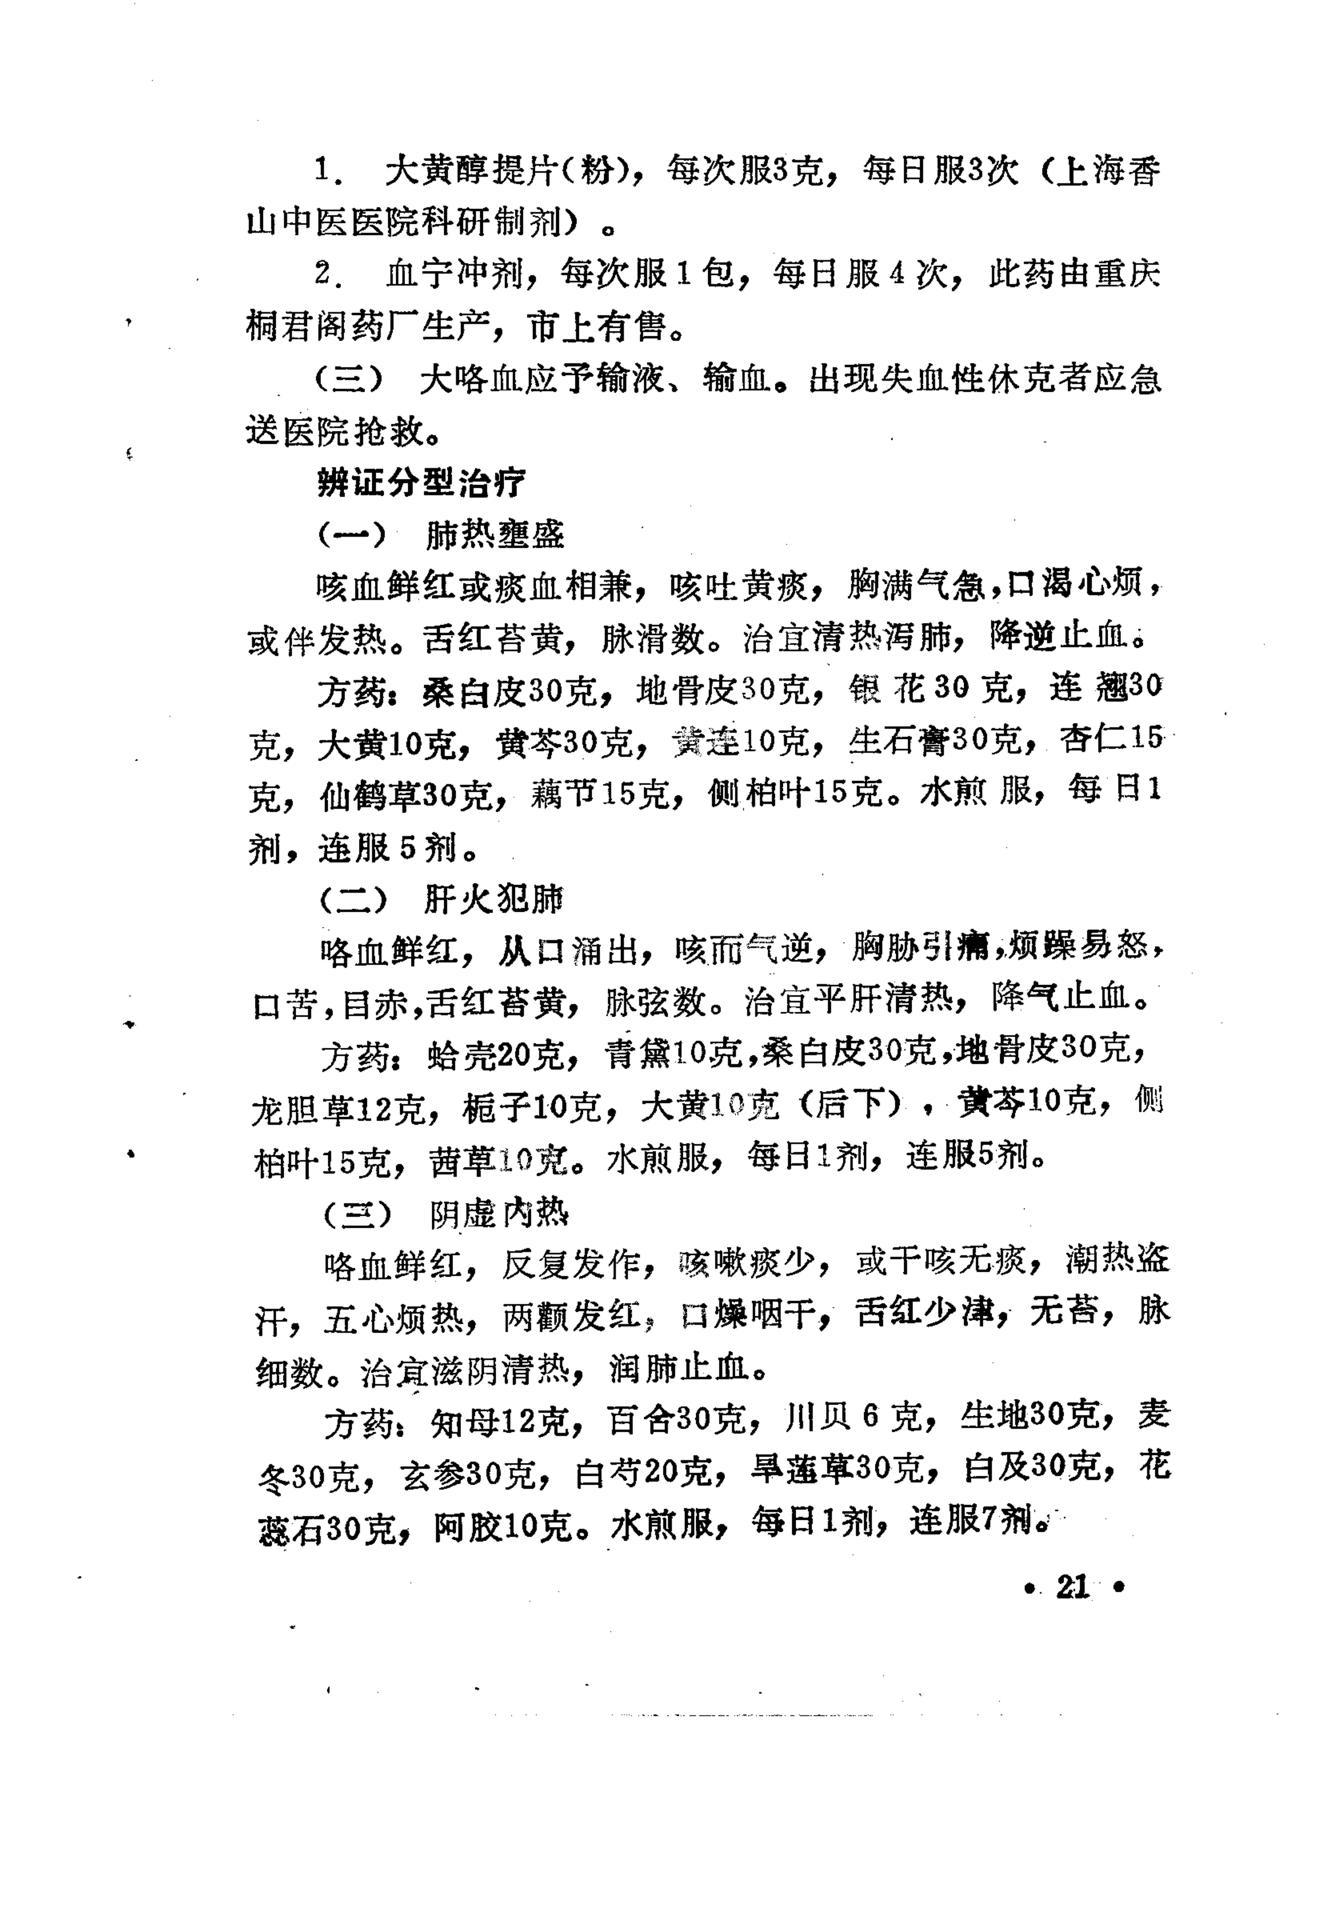 1. 大黄醇提片(粉)，每次服3克，每日服3次（上海香
山中医医院科研制剂）。
2. 血宁冲剂，每次服1包，每日服4次，此药由重庆
桐君阁药厂生产，市上有售。
（三） 大咯血应予输液、输血。出现失血性休克者应急
送医院抢救。
辨证分型治疗
（一） 肺热壅盛
咳血鲜红或痰血相兼，咳吐黄痰，胸满气急，口渴心烦，
或伴发热。舌红苔黄，脉滑数。治宜清热泻肺，降逆止血。
方药：桑白皮30克，地骨皮30克，银花30克，连翘30
克，大黄10克，黄芩30克，黄连10克，生石膏30克，杏仁15
克，仙鹤草30克，藕节15克，侧柏叶15克。水煎服，每日1
剂，连服5剂。
（二） 肝火犯肺
咯血鲜红，从口涌出，咳而气逆，胸胁引痛，烦躁易怒，
口苦，目赤，舌红苔黄，脉弦数。治宜平肝清热，降气止血。
方药：蛤壳20克，青黛10克，桑白皮30克，地骨皮30克，
龙胆草12克，栀子10克，大黄10克（后下），黄芩10克，侧
柏叶15克，茜草10克。水煎服，每日1剂，连服5剂。
（三） 阴虚内热
咯血鲜红，反复发作，咳嗽痰少，或干咳无痰，潮热盗
汗，五心烦热，两颧发红，口燥咽干，舌红少津，无苔，脉
细数。治宜滋阴清热，润肺止血。
方药：知母12克，百合30克，川贝6克，生地30克，麦
冬30克，玄参30克，白芍20克，旱莲草30克，白及30克，花
蕊石30克，阿胶10克。水煎服，每日1剂，连服7剂。
• 21 •